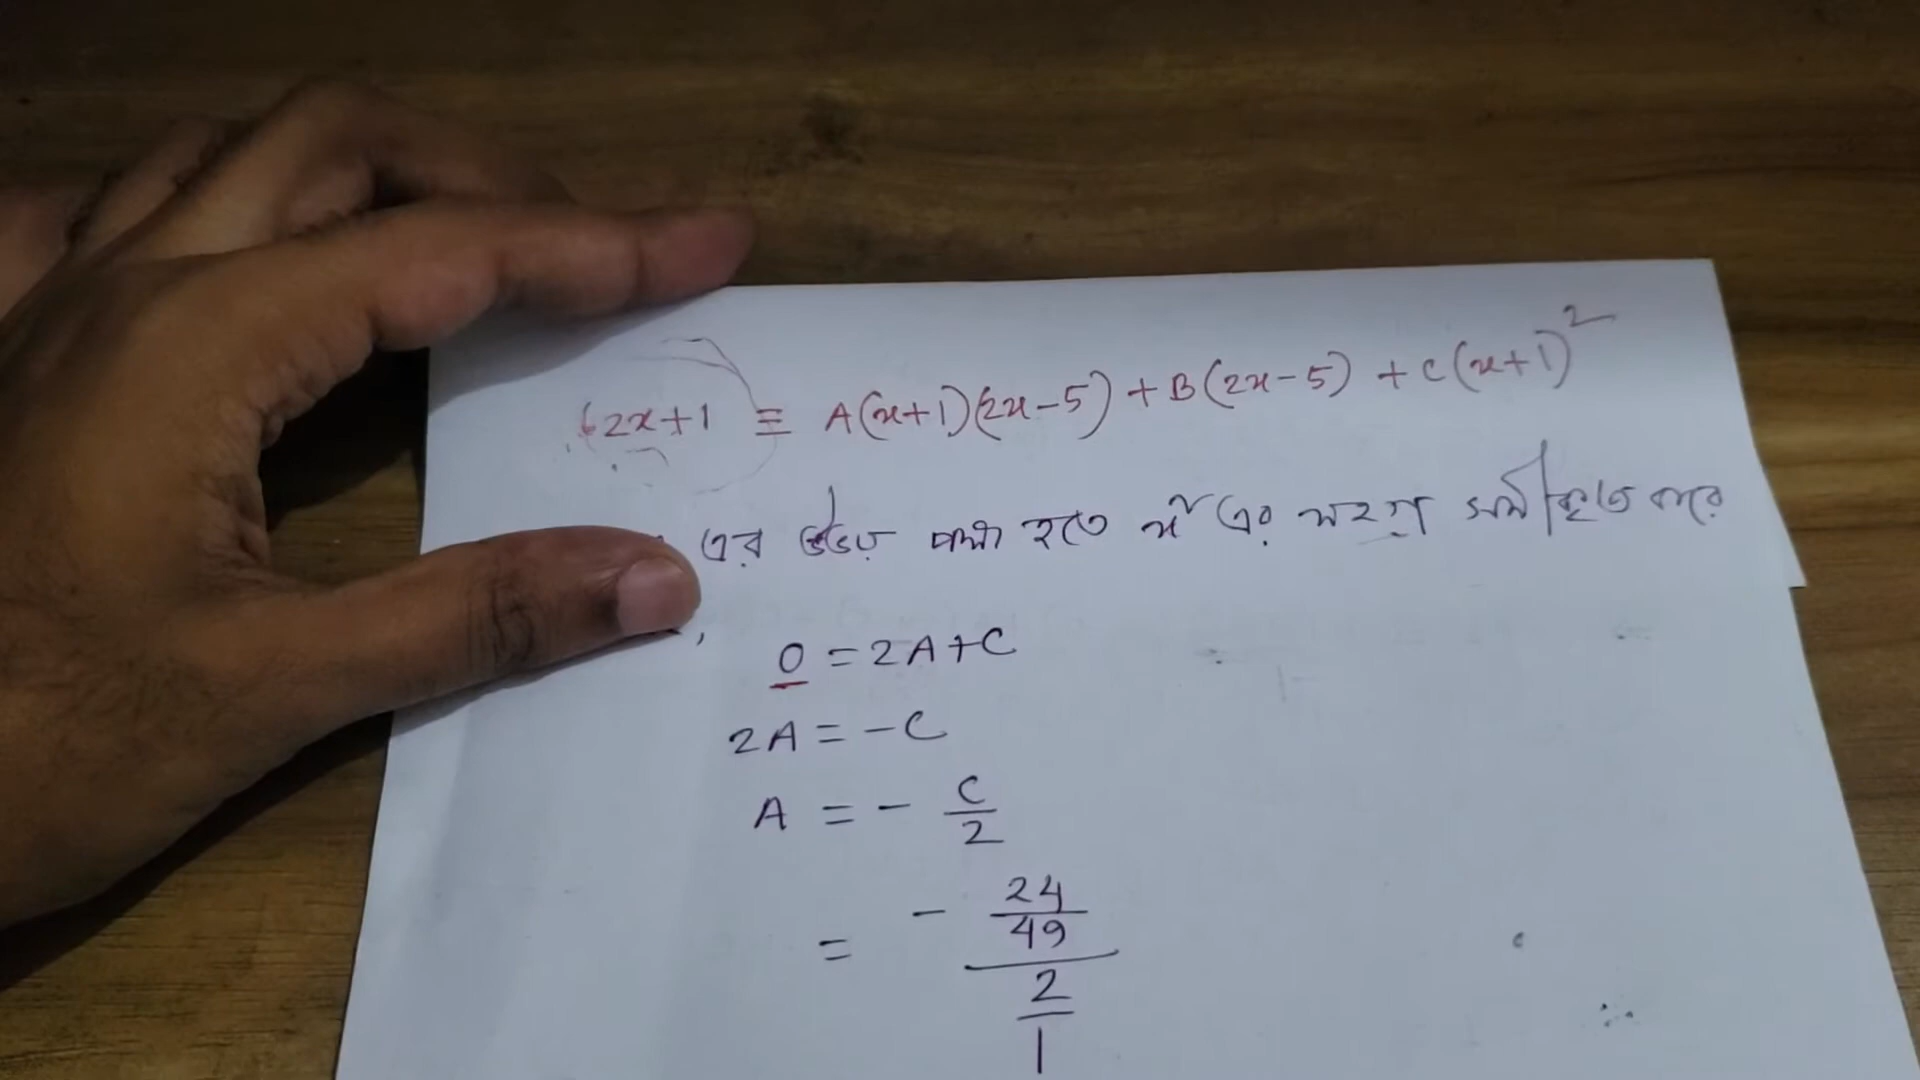 2x+1 ≡ A(x+1)(2x-5) + B(2x-5) + C(x+1)²
এর উভয় পক্ষ হতে x² এর সহগ সমীকৃত করে
0 = 2A+C
2A = -C
A = - C/2
= - (24/49)/(2/1)